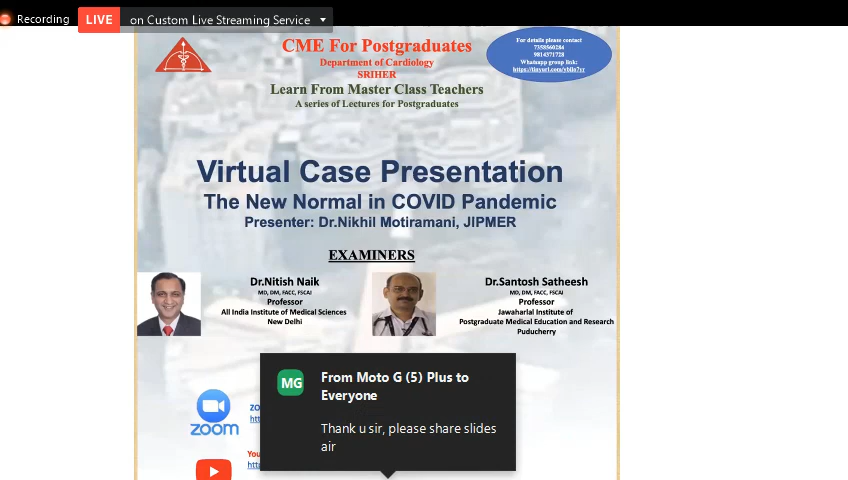 Recording
LIVE
on Custom Live Streaming Service
CME For Postgraduates
Department of Cardiology
SRIHER
Learn From Master Class Teachers
A series of Lectures for Postgraduates
For details please contact
7358560284
9814371728
Whatsapp group link:
Virtual Case Presentation
The New Normal in COVID Pandemic
Presenter: Dr.Nikhil Motiramani, JIPMER
EXAMINERS
Dr.Nitish Naik
MD, DM, FACC, FSCAI
Professor
All India Institute of Medical Sciences
New Delhi
Dr.Santosh Satheesh
MD, DM, FACC, FSCAI
Professor
Jawaharlal Institute of
Postgraduate Medical Education and Research
Puducherry
MG
From Moto G (5) Plus to
Everyone
Thank u sir, please share slides
air
zoom